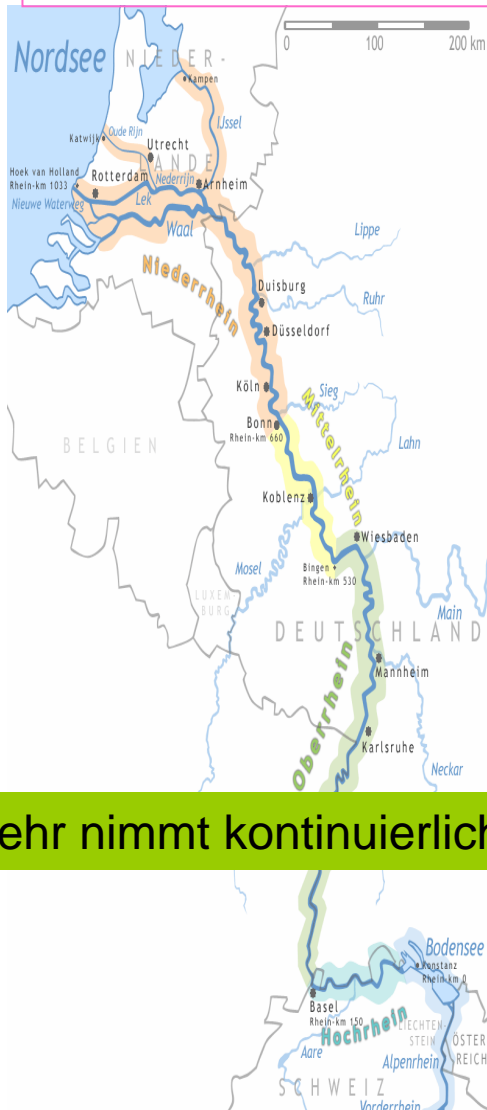 0 100 200 km
Nordsee
NIEDER-
Kampen
IJssel
Katwijk
Oude Rijn
Utrecht
LANDE
Hoek van Holland
Rhein-km 1033
Rotterdam
Nederrijn
Arnheim
Nieuwe Waterweg
Lek
Waal
Lippe
Niederrhein
Duisburg
Ruhr
Düsseldorf
Köln
Sieg
Mittelrhein
Bonn
Rhein-km 660
BELGIEN
Lahn
Koblenz
Wiesbaden
Mosel
Bingen
Rhein-km 530
LUXEM-
BURG
Main
DEUTSCHLAND
Mannheim
Oberrhein
Karlsruhe
Neckar
ehr nimmt kontinuierlich
Bodensee
Konstanz
Rhein-km 0
Basel
Rhein-km 150
Hochrhein
LIECHTEN-
STEIN
ÖSTER
REICH
Aare
Alpenrhein
SCHWEIZ
Vorderrhein